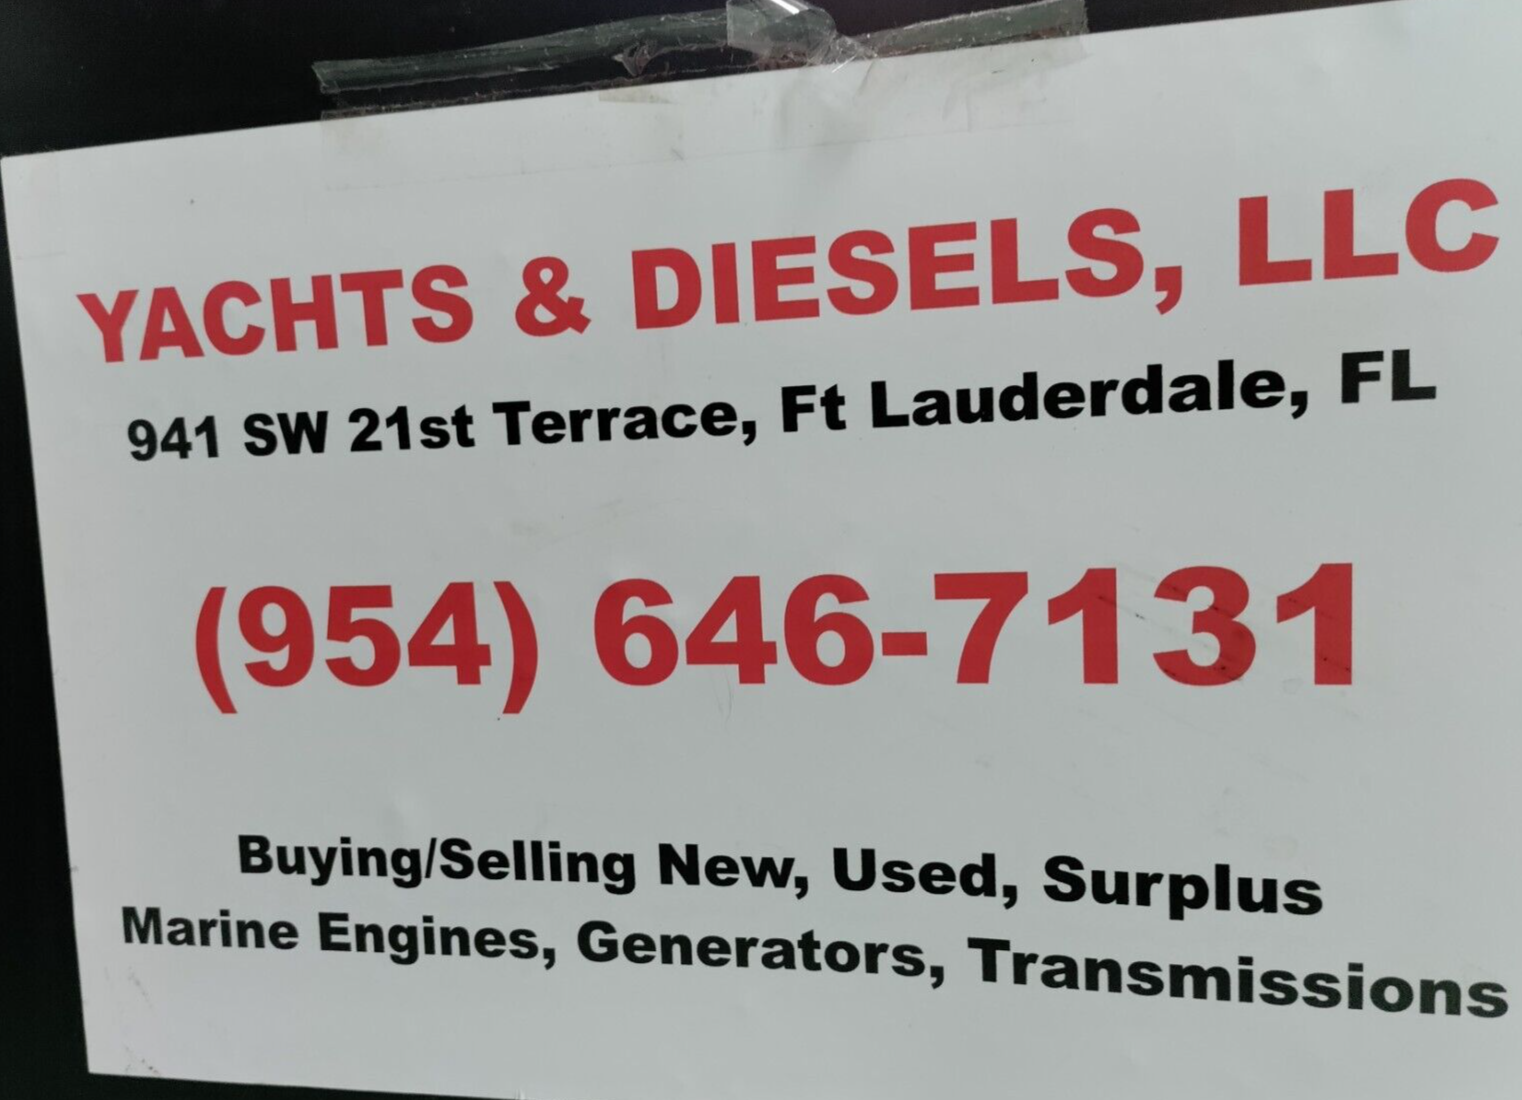 YACHTS & DIESELS, LLC
941 SW 21st Terrace, Ft Lauderdale, FL
(954) 646-7131
Buying/Selling New, Used, Surplus
Marine Engines, Generators, Transmissions